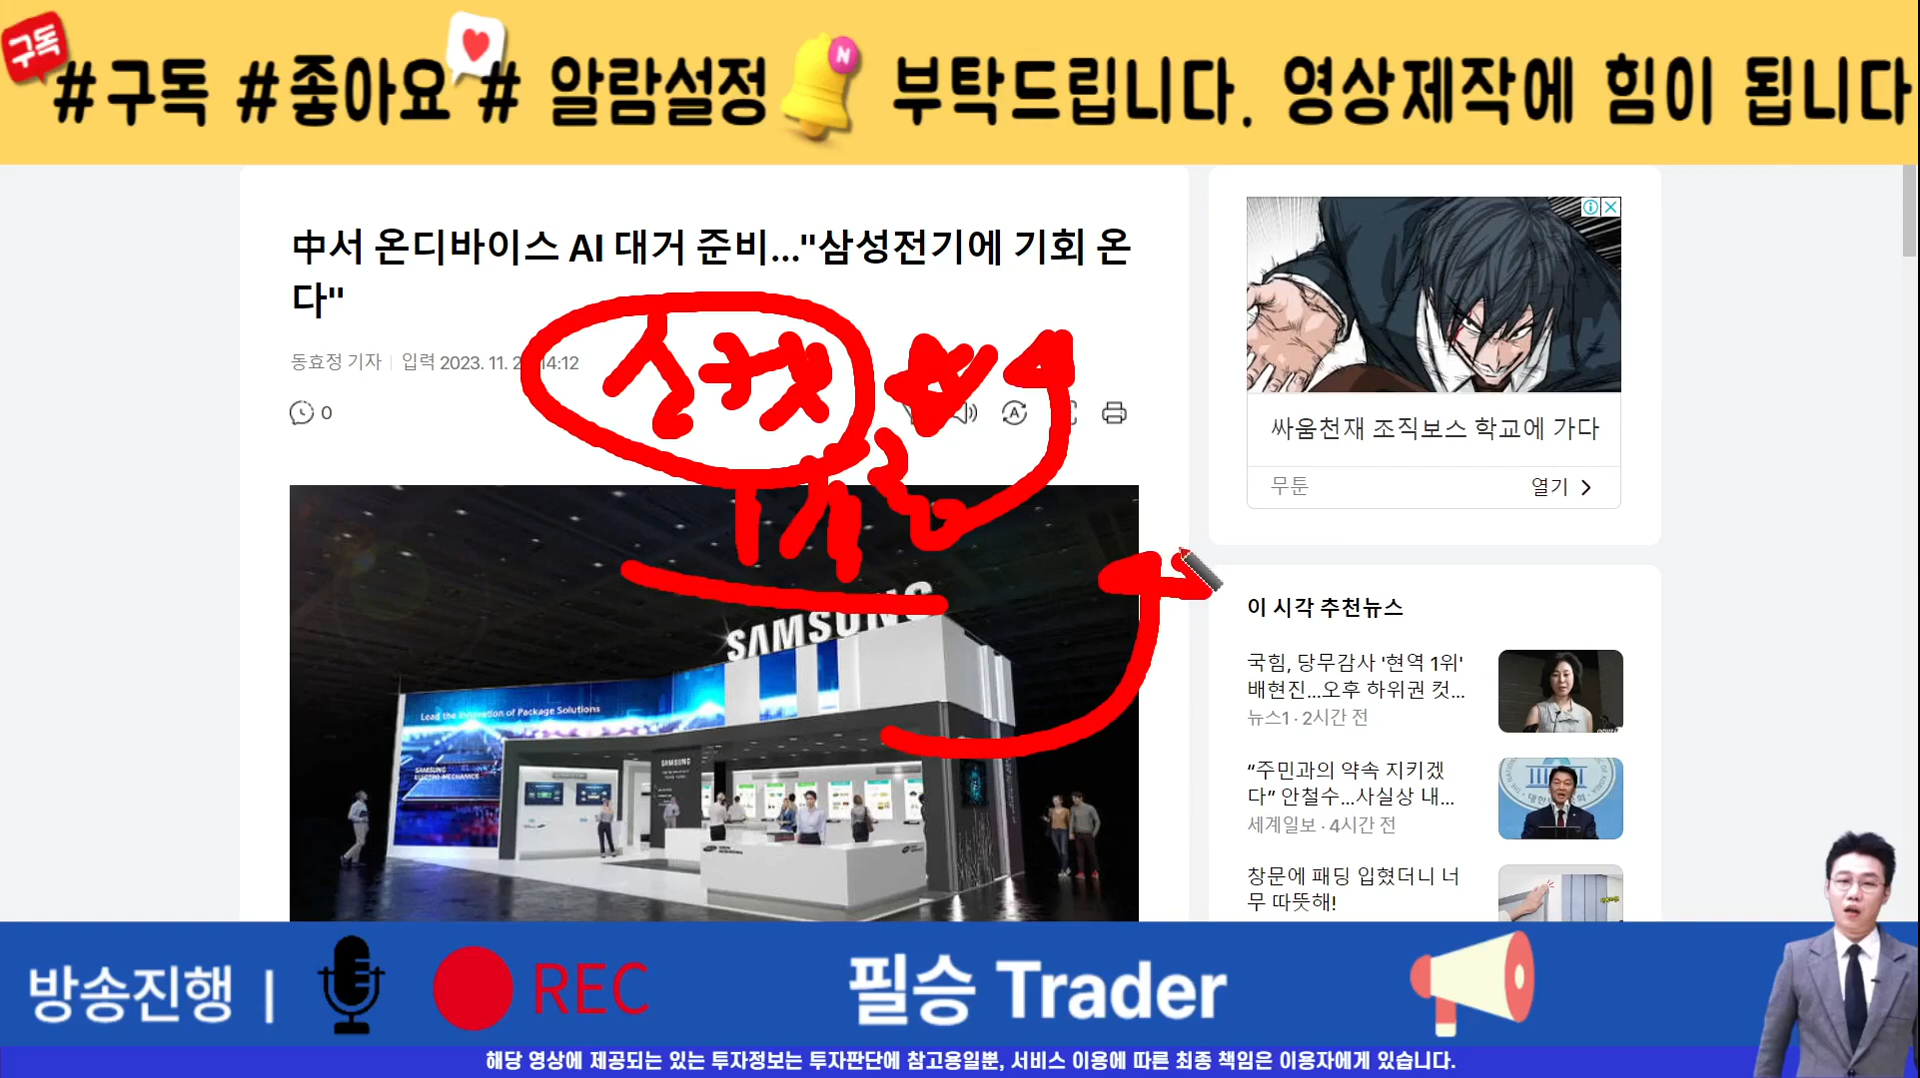 구독
#구독 #좋아요 # 알람설정 N 부탁드립니다. 영상제작에 힘이 됩니다
中서 온디바이스 AI 대거 준비..."삼성전기에 기회 온
다"
동효정 기자 입력 2023. 11. 2 14:12
0
SAMSUNG
Lead the Innovation of Package Solutions
SAMSUNG
ELECTRO-MECHANICS
SAMSUNG
싸움천재 조직보스 학교에 가다
무툰 열기
이 시각 추천뉴스
국힘, 당무감사 '현역 1위'
배현진...오후 하위권 컷...
뉴스1 · 2시간 전
“주민과의 약속 지키겠
다” 안철수...사실상 내...
세계일보 · 4시간 전
창문에 패딩 입혔더니 너
무 따뜻해!
방송진행 | REC 필승 Trader
해당 영상에 제공되는 있는 투자정보는 투자판단에 참고용일뿐, 서비스 이용에 따른 최종 책임은 이용자에게 있습니다.